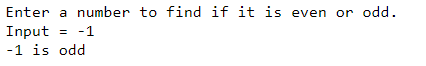 Enter a number to find if it is even or odd.
Input = -1
-1 is odd